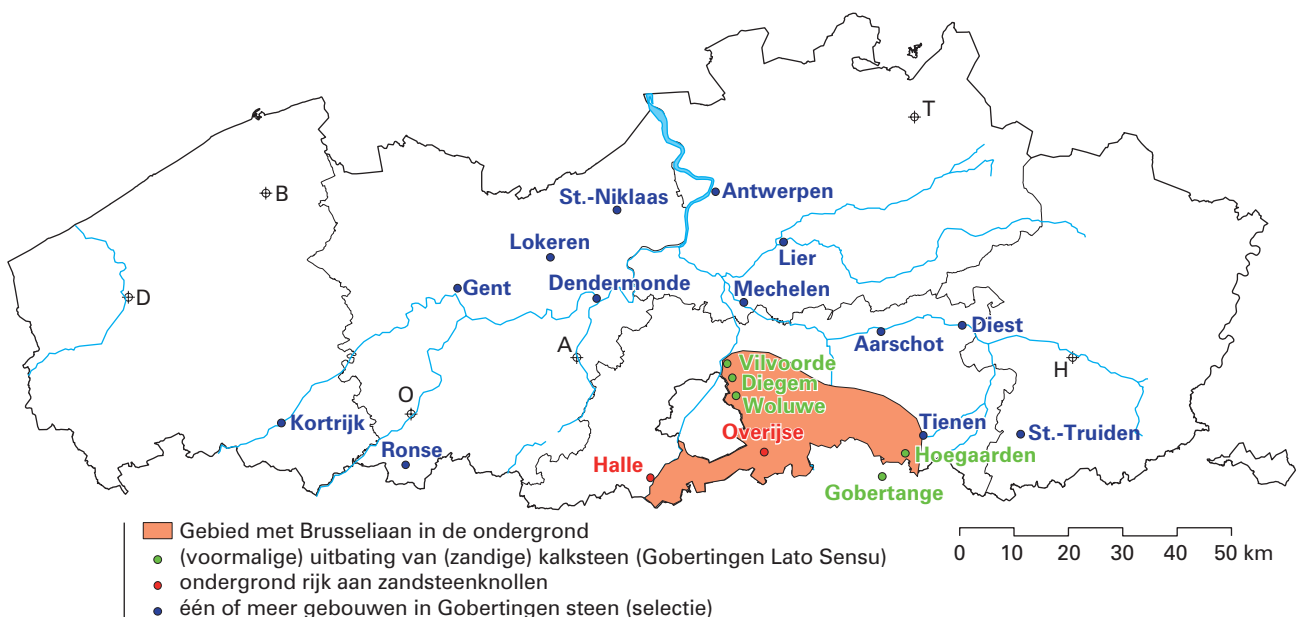 T
B
St.-Niklaas
Antwerpen
Lokeren
Lier
Gent
Dendermonde
Mechelen
D
Diest
Aarschot
A
H
Vilvoorde
Diegem
Woluwe
O
Kortrijk
Tienen
St.-Truiden
Overijse
Ronse
Halle
Hoegaarden
Gobertange
Gebied met Brusseliaan in de ondergrond
(voormalige) uitbating van (zandige) kalksteen (Gobertingen Lato Sensu)
ondergrond rijk aan zandsteenknollen
één of meer gebouwen in Gobertingen steen (selectie)
0 10 20 30 40 50 km